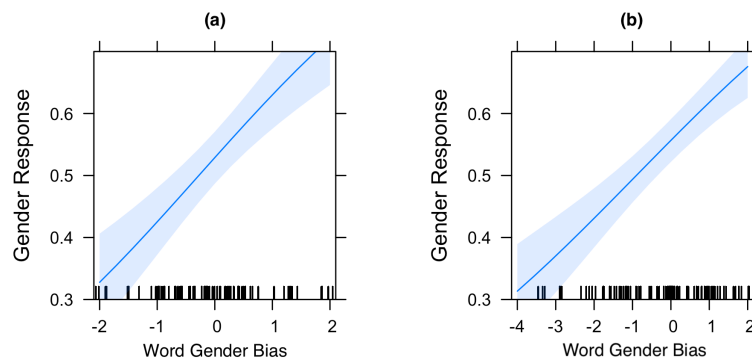 (a)
(b)
Gender Response
0.6
0.5
0.4
0.3
-2 -1 0 1 2
Word Gender Bias
Gender Response
0.6
0.5
0.4
0.3
-4 -3 -2 -1 0 1 2
Word Gender Bias